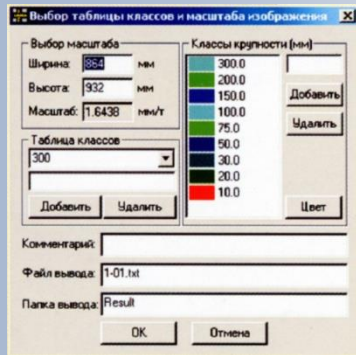 Выбор таблицы классов и масштаба изображения
Выбор масштаба
Ширина: 864 мм
Высота: 932 мм
Масштаб: 1.6438 мм/т
Таблица классов
300
Добавить Удалить
Классы крупности (мм)
300.0
200.0
150.0
100.0
75.0
50.0
30.0
20.0
10.0
Добавить
Удалить
Цвет
Комментарий:
Файл вывода: 1-01.txt
Папка вывода: Result
OK Отмена